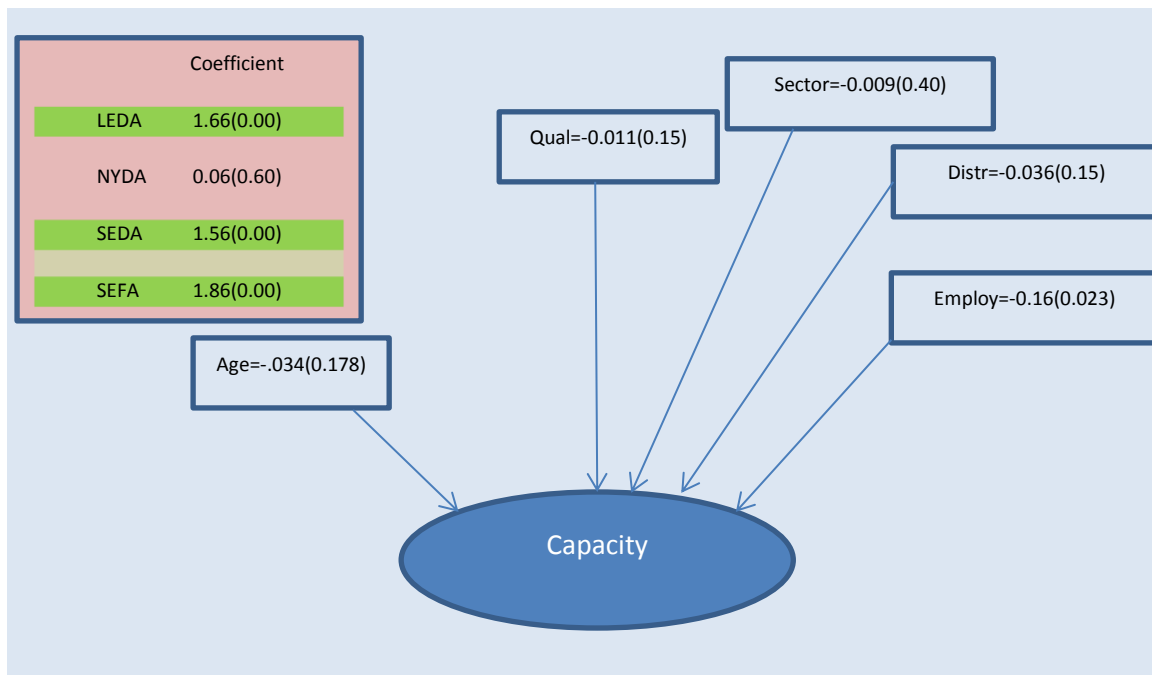 Coefficient
LEDA 1.66(0.00)
NYDA 0.06(0.60)
SEDA 1.56(0.00)
SEFA 1.86(0.00)
Sector=-0.009(0.40)
Qual=-0.011(0.15)
Distr=-0.036(0.15)
Employ=-0.16(0.023)
Age=-.034(0.178)
Capacity